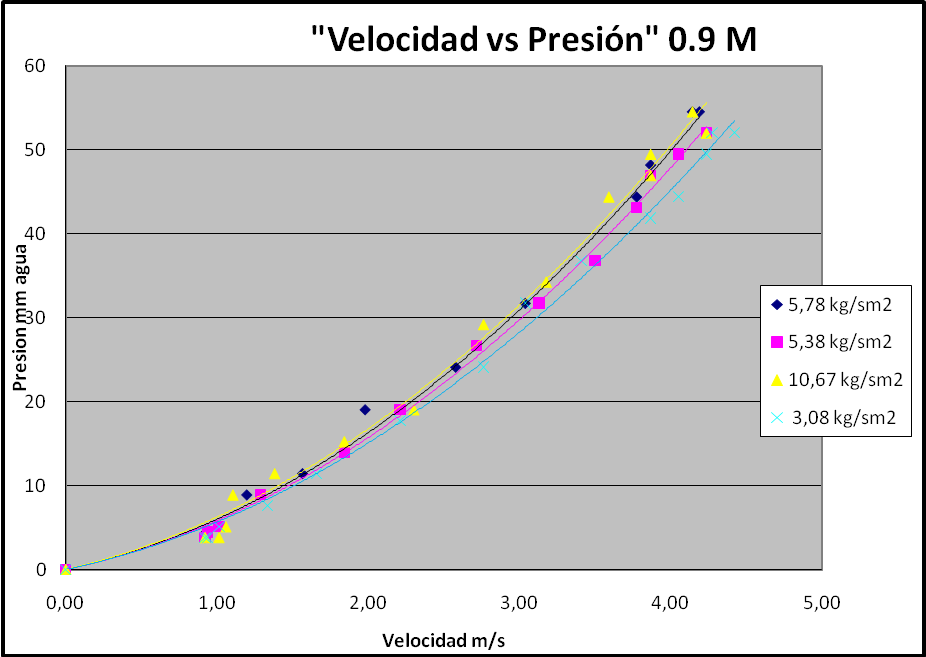 "Velocidad vs Presión" 0.9 M
60
50
40
30
20
10
0
Presion mm agua
0,00 1,00 2,00 3,00 4,00 5,00
Velocidad m/s
5,78 kg/sm2
5,38 kg/sm2
10,67 kg/sm2
3,08 kg/sm2